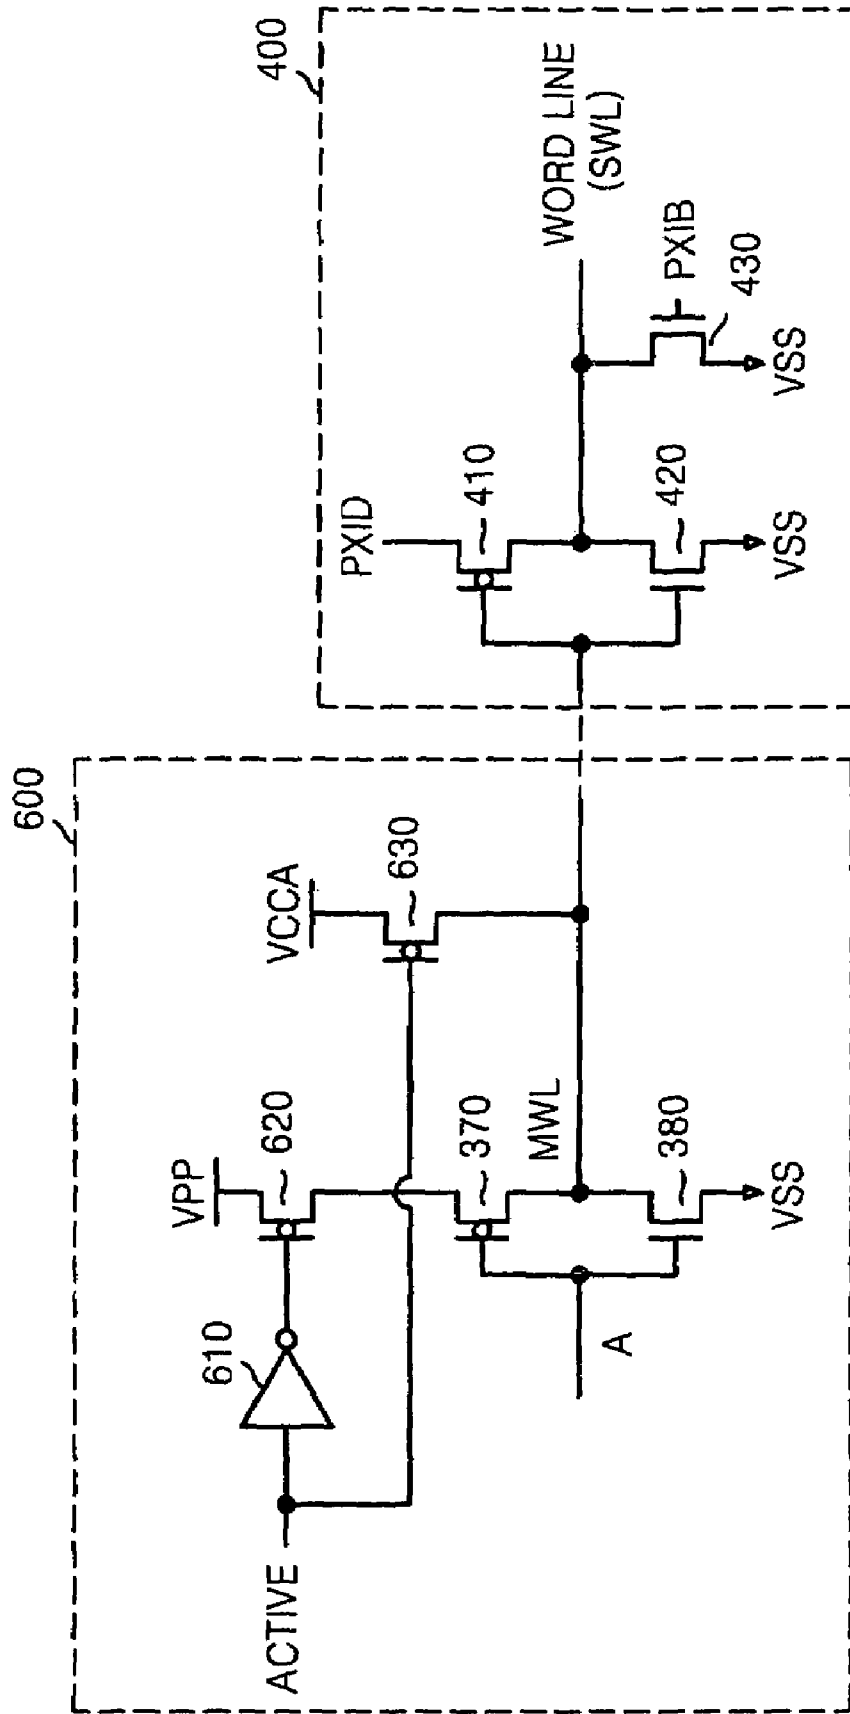 600
400
ACTIVE
610
VPP
620
VCCA
630
370
MWL
A
380
VSS
PXID
410
420
VSS
WORD LINE
(SWL)
PXIB
430
VSS